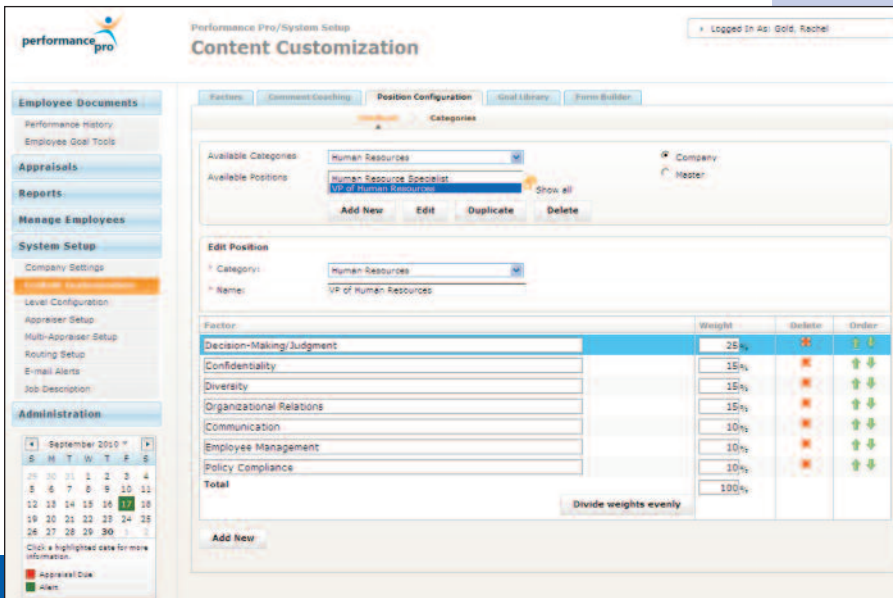 performance pro
Performance Pro/System Setup
Content Customization
Logged In As: Gold, Rachel
Employee Documents
Performance History
Employee Goal Tools
Appraisals
Reports
Manage Employees
System Setup
Company Settings
Level Configuration
Appraiser Setup
Multi-Appraiser Setup
Routing Setup
E-mail Alerts
Job Description
Administration
September 2010
S M T W T F S
29 30 31 1 2 3 4
5 6 7 8 9 10 11
12 13 14 15 16 17 18
19 20 21 22 23 24 25
26 27 28 29 30 1 2
Click a highlighted date for more
information.
Appraisal Due
Alert
Factors Comment Coaching Position Configuration Goal Library Form Builder
Categories
Available Categories Human Resources Company
Available Positions Human Resource Specialist Master
VP of Human Resources Show all
Add New Edit Duplicate Delete
Edit Position
* Category: Human Resources
* Name: VP of Human Resources
Factor Weight Delete Order
Decision-Making/Judgment 25%
Confidentiality 15%
Diversity 15%
Organizational Relations 15%
Communication 10%
Employee Management 10%
Policy Compliance 10%
Total 100%
Divide weights evenly
Add New